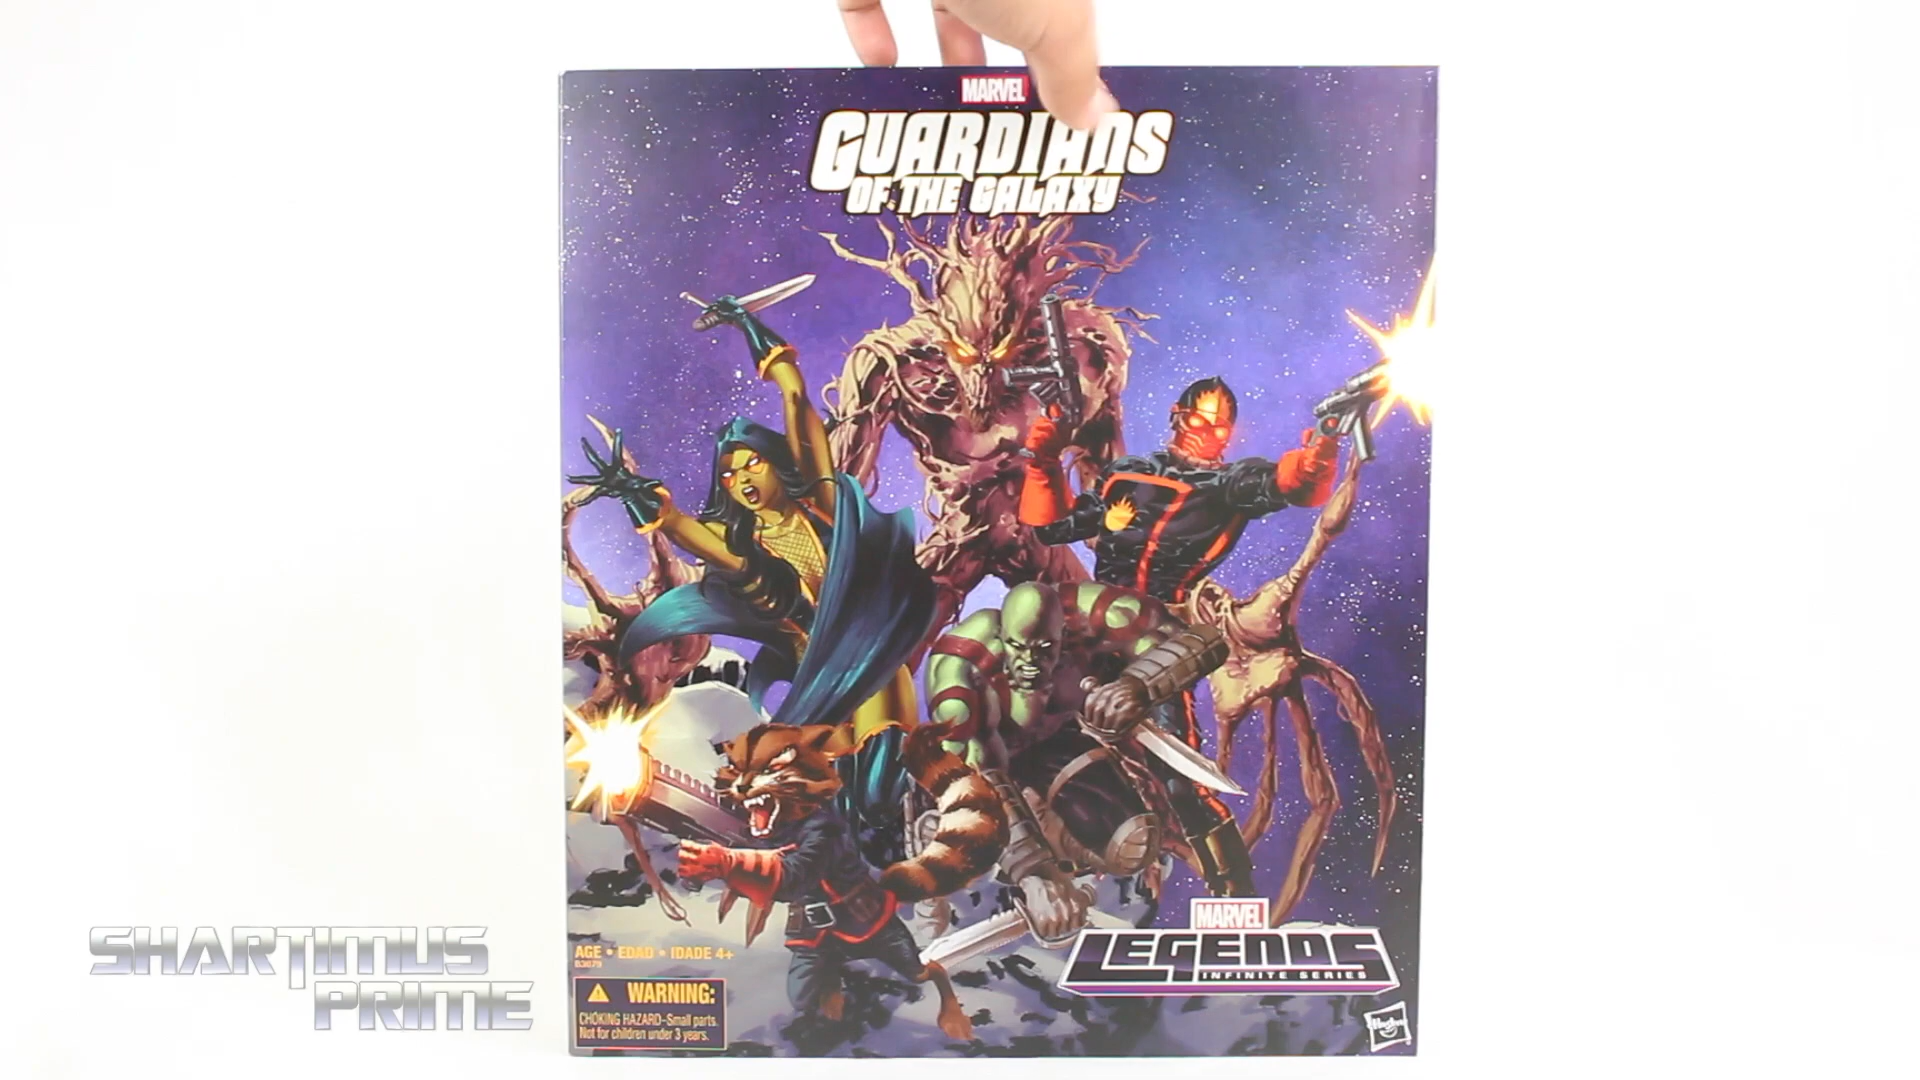 MARVEL
GUARDIANS
OF THE GALAXY
AGE • EDAD • IDADE 4+
B3079
WARNING:
CHOKING HAZARD–Small parts.
Not for children under 3 years.
MARVEL
LEGENDS
INFINITE SERIES
Hasbro
SHARTIMUS
PRIME